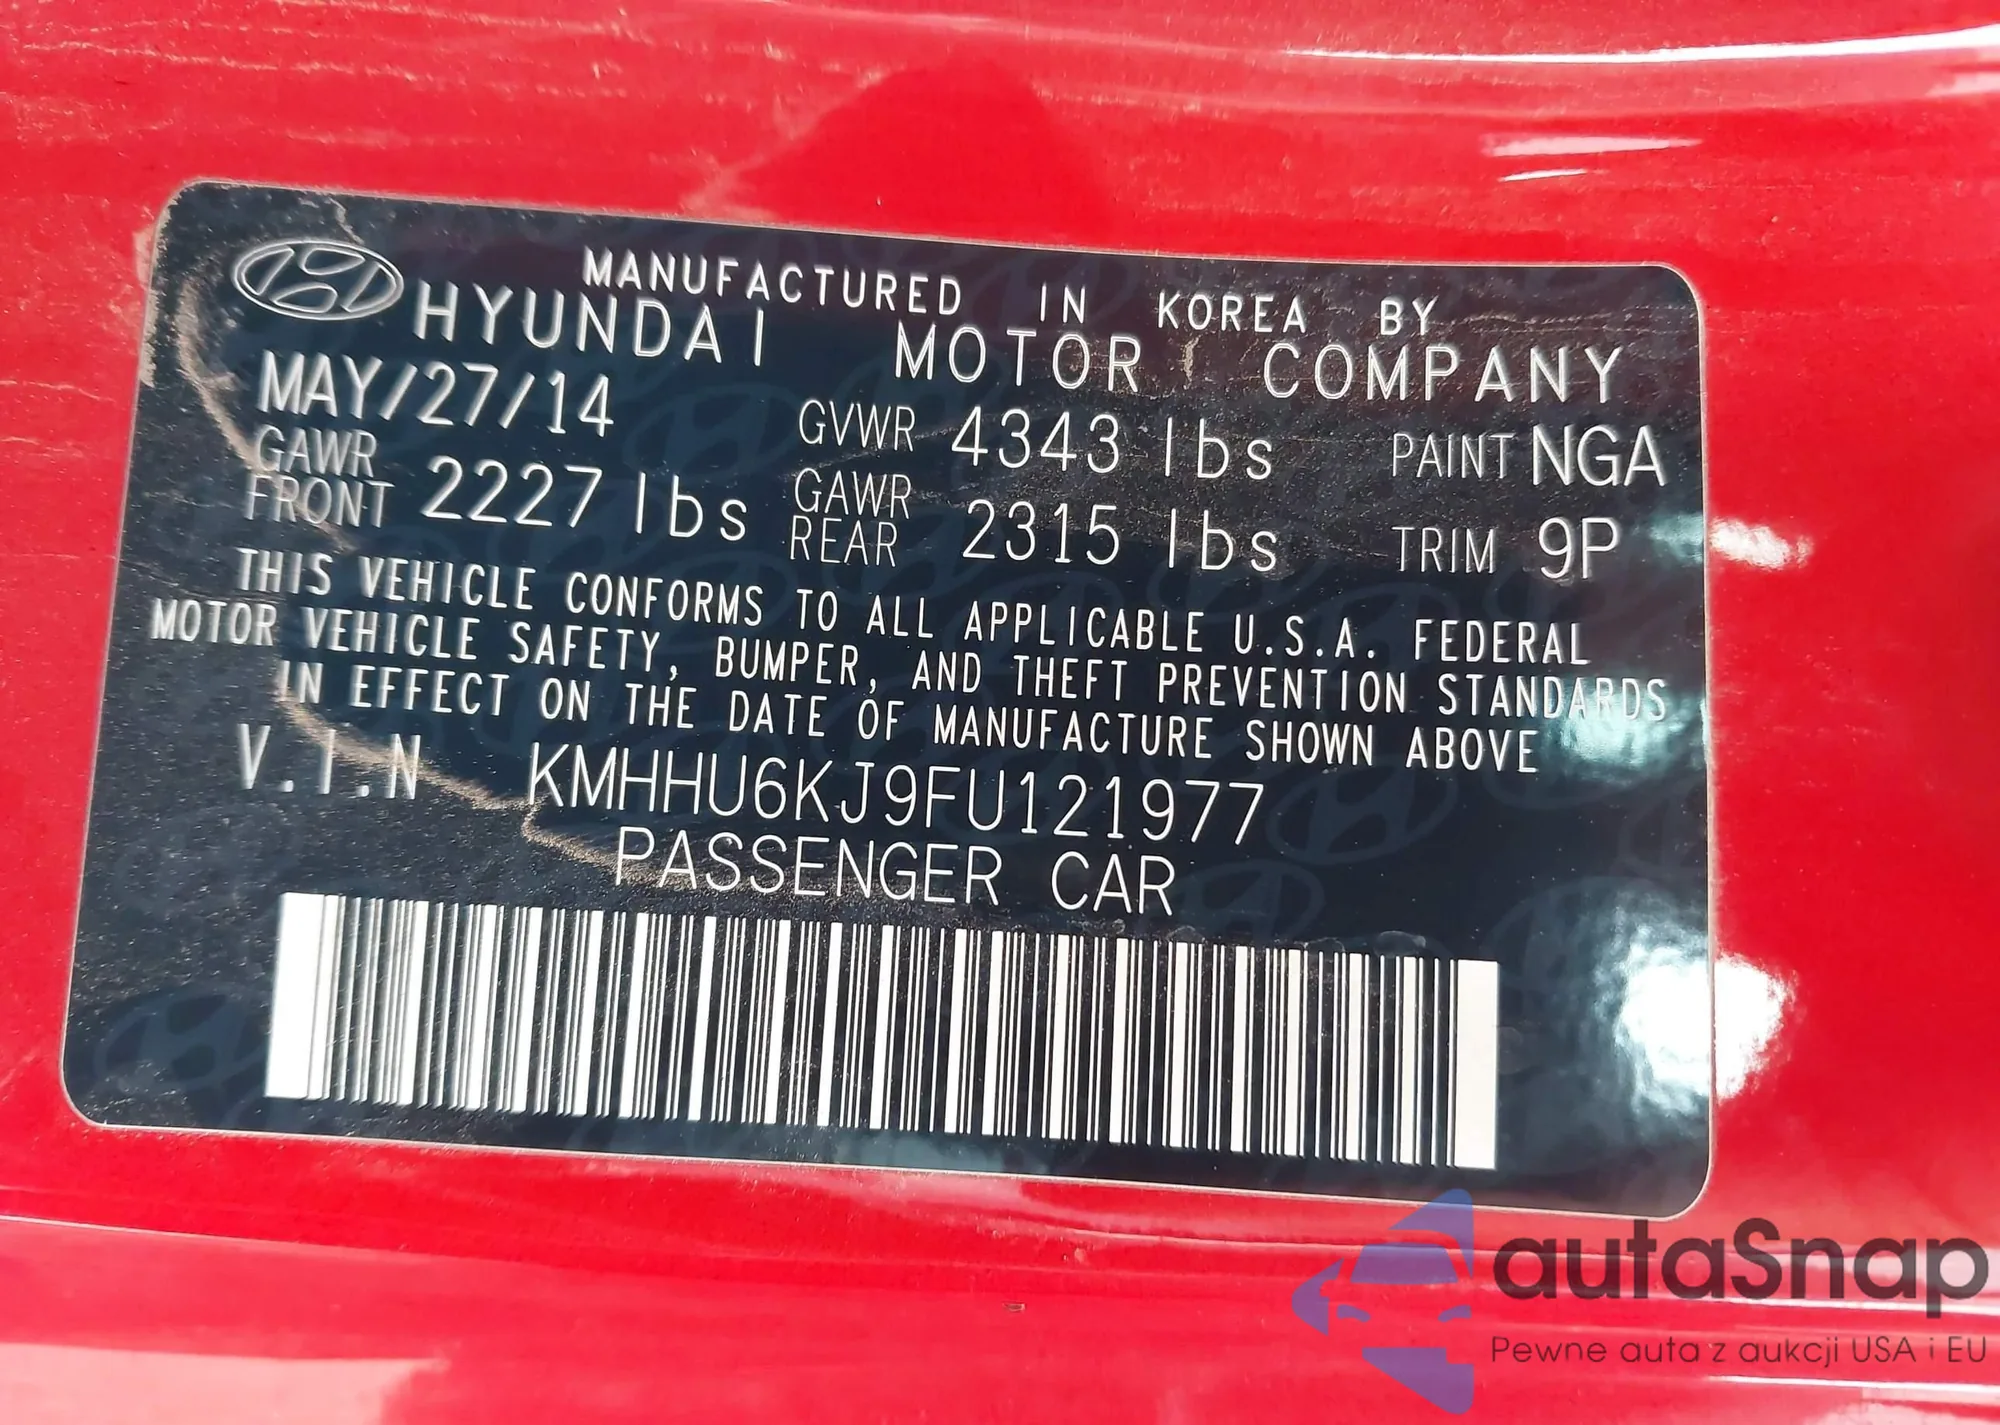 MANUFACTURED IN KOREA BY
HYUNDAI MOTOR COMPANY
MAY/27/14 GVWR 4343 lbs PAINT NGA
GAWR FRONT 2227 lbs GAWR REAR 2315 lbs TRIM 9P
THIS VEHICLE CONFORMS TO ALL APPLICABLE U.S.A. FEDERAL
MOTOR VEHICLE SAFETY, BUMPER, AND THEFT PREVENTION STANDARDS
IN EFFECT ON THE DATE OF MANUFACTURE SHOWN ABOVE
V.I.N KMHHU6KJ9FU121977
PASSENGER CAR
autaSnap
Pewne auta z aukcji USA i EU